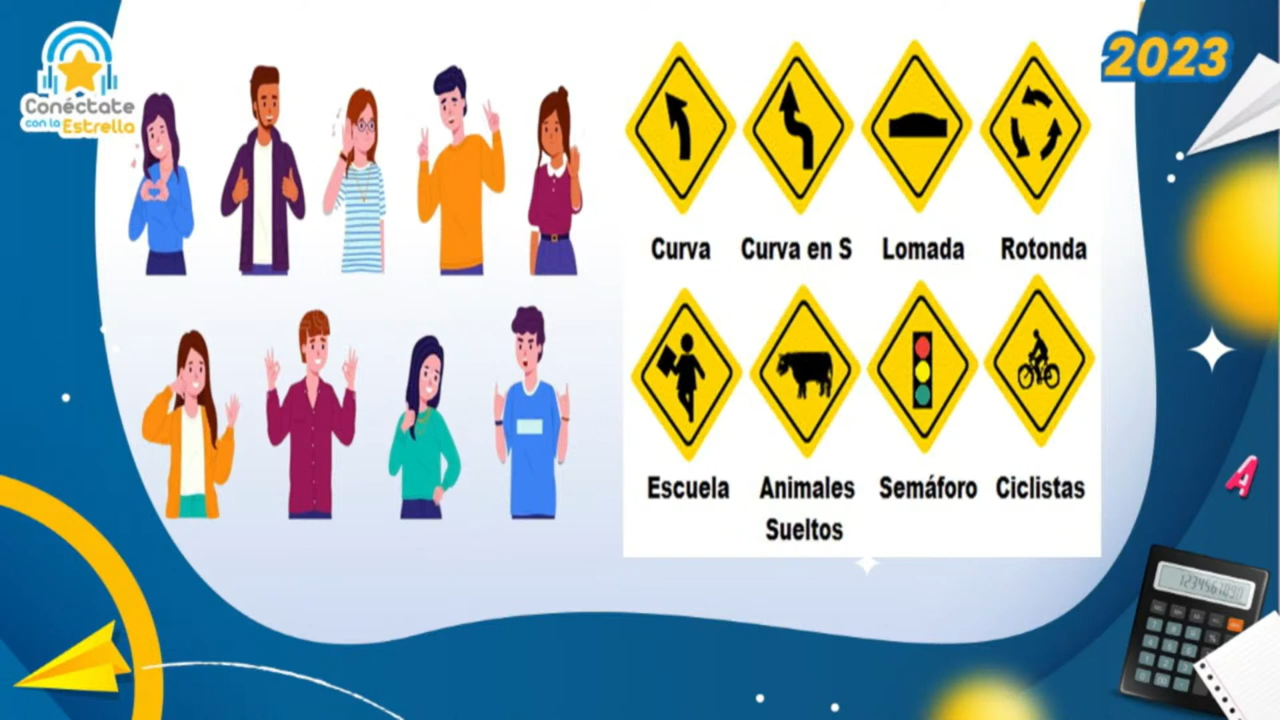 Conéctate
con la Estrella
2023
Curva
Curva en S
Lomada
Rotonda
Escuela
Animales
Sueltos
Semáforo
Ciclistas
A